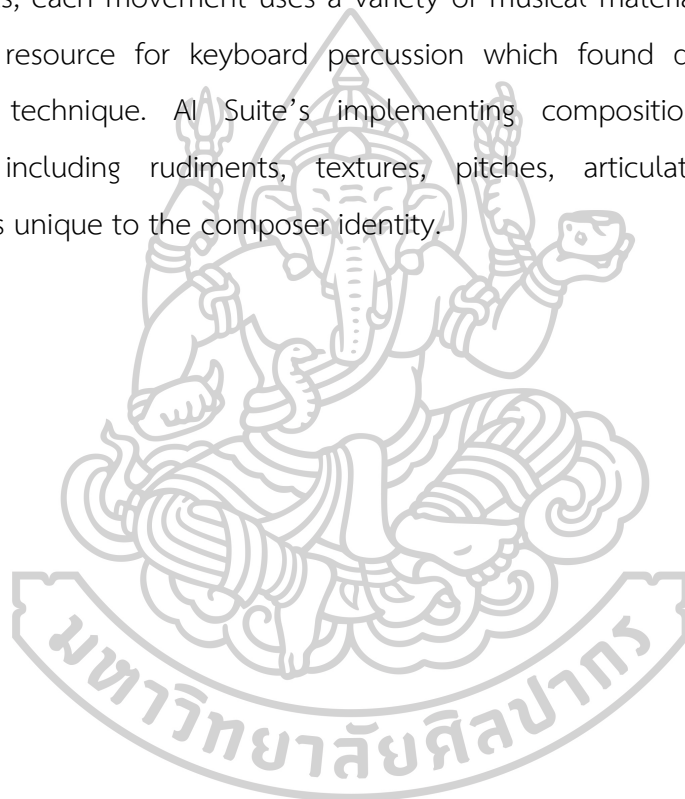 s, each movement uses a variety of musical materia
resource for keyboard percussion which found c
technique. AI Suite's implementing compositio
including rudiments, textures, pitches, articulat
s unique to the composer identity.
มหาวิทยาลัยศิลปากร